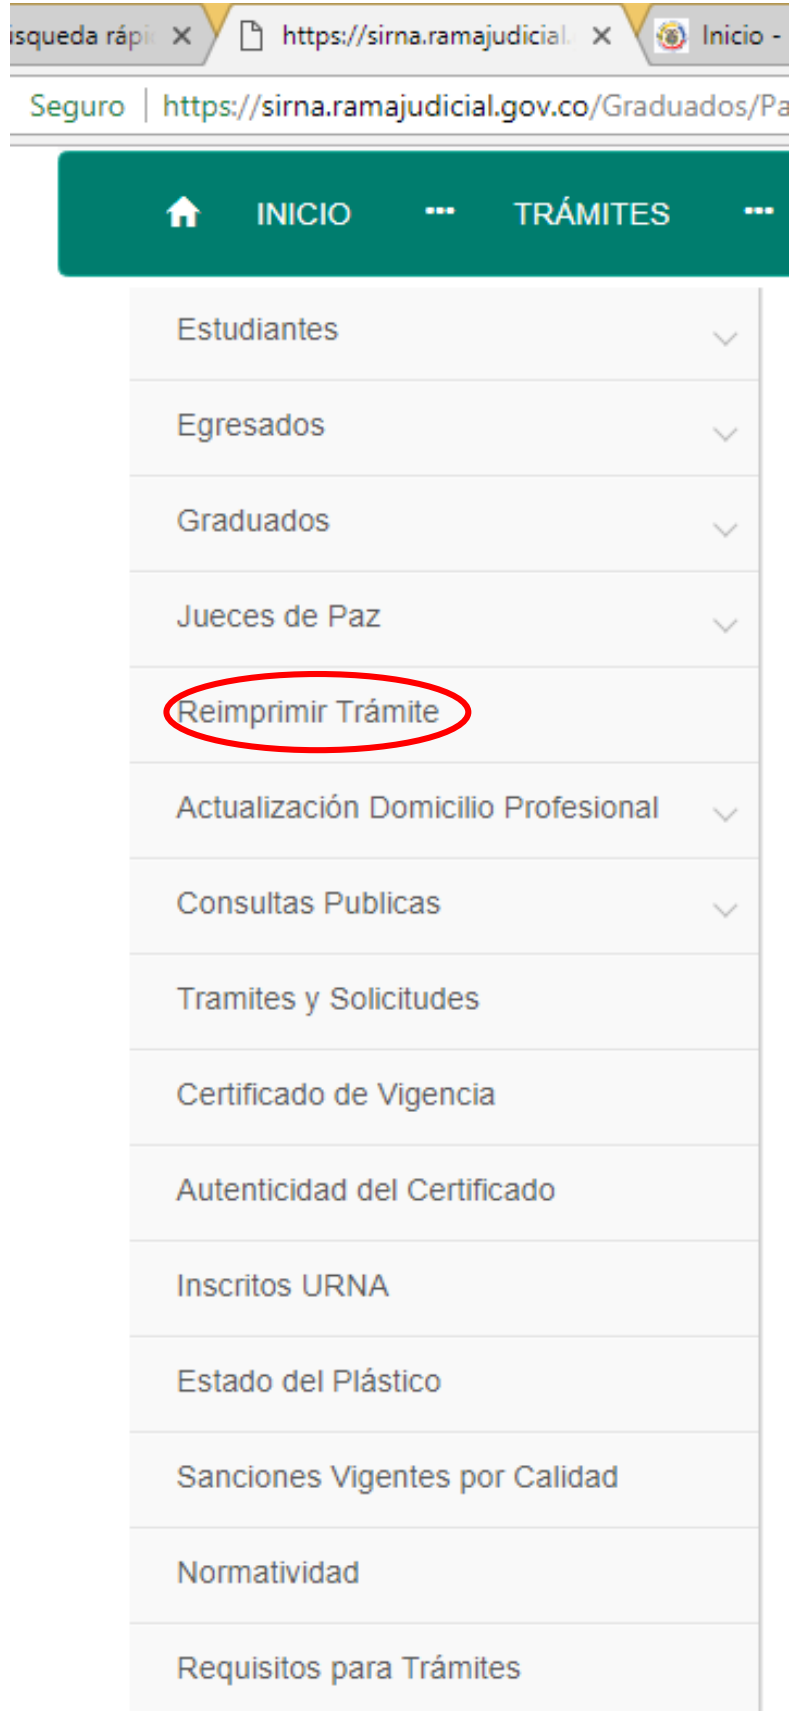 isqueda rápi
https://sirna.ramajudicial.
Inicio -
Seguro | https://sirna.ramajudicial.gov.co/Graduados/Pa
INICIO ··· TRÁMITES ···
Estudiantes
Egresados
Graduados
Jueces de Paz
Reimprimir Trámite
Actualización Domicilio Profesional
Consultas Publicas
Tramites y Solicitudes
Certificado de Vigencia
Autenticidad del Certificado
Inscritos URNA
Estado del Plástico
Sanciones Vigentes por Calidad
Normatividad
Requisitos para Trámites